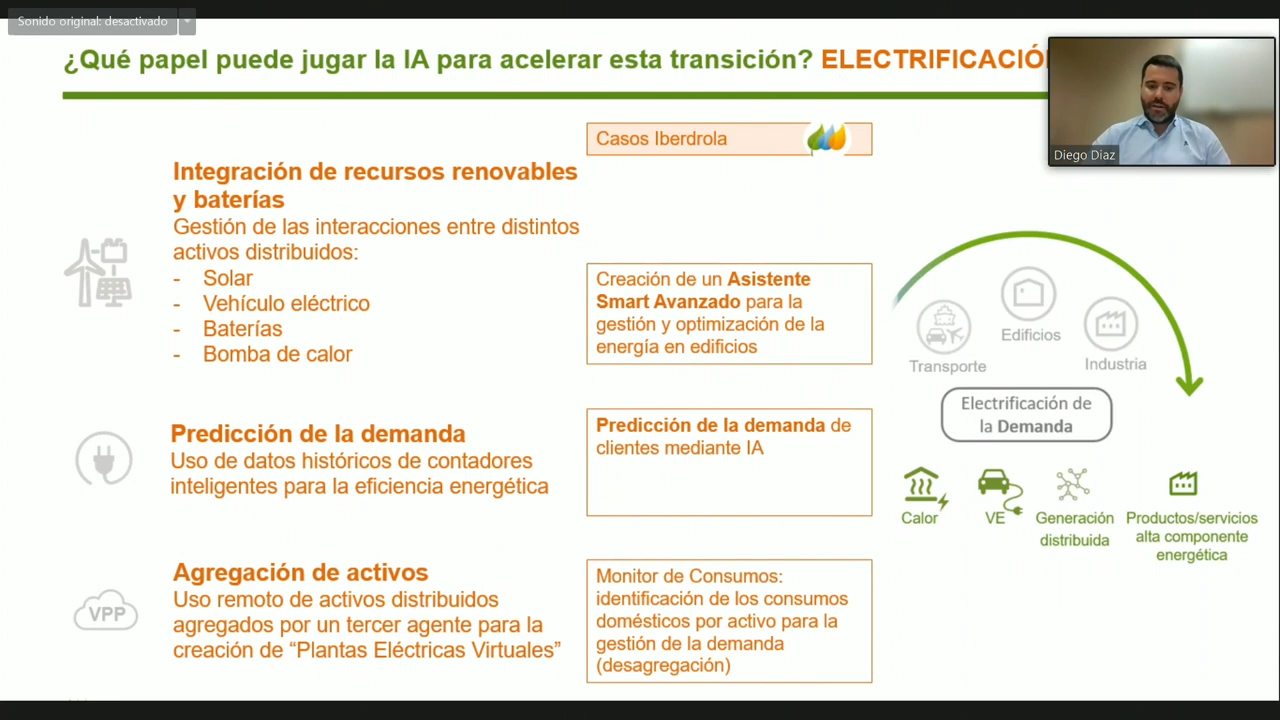 Sonido original: desactivado
¿Qué papel puede jugar la IA para acelerar esta transición? ELECTRIFICACIÓ
Diego Diaz
Casos Iberdrola
Integración de recursos renovables
y baterías
Gestión de las interacciones entre distintos
activos distribuidos:
- Solar
- Vehículo eléctrico
- Baterías
- Bomba de calor
Creación de un Asistente
Smart Avanzado para la
gestión y optimización de la
energía en edificios
Predicción de la demanda
Uso de datos históricos de contadores
inteligentes para la eficiencia energética
Predicción de la demanda de
clientes mediante IA
VPP
Agregación de activos
Uso remoto de activos distribuidos
agregados por un tercer agente para la
creación de “Plantas Eléctricas Virtuales”
Monitor de Consumos:
identificación de los consumos
domésticos por activo para la
gestión de la demanda
(desagregación)
Transporte
Edificios
Industria
Electrificación de
la Demanda
Calor
VE
Generación
distribuida
Productos/servicios
alta componente
energética